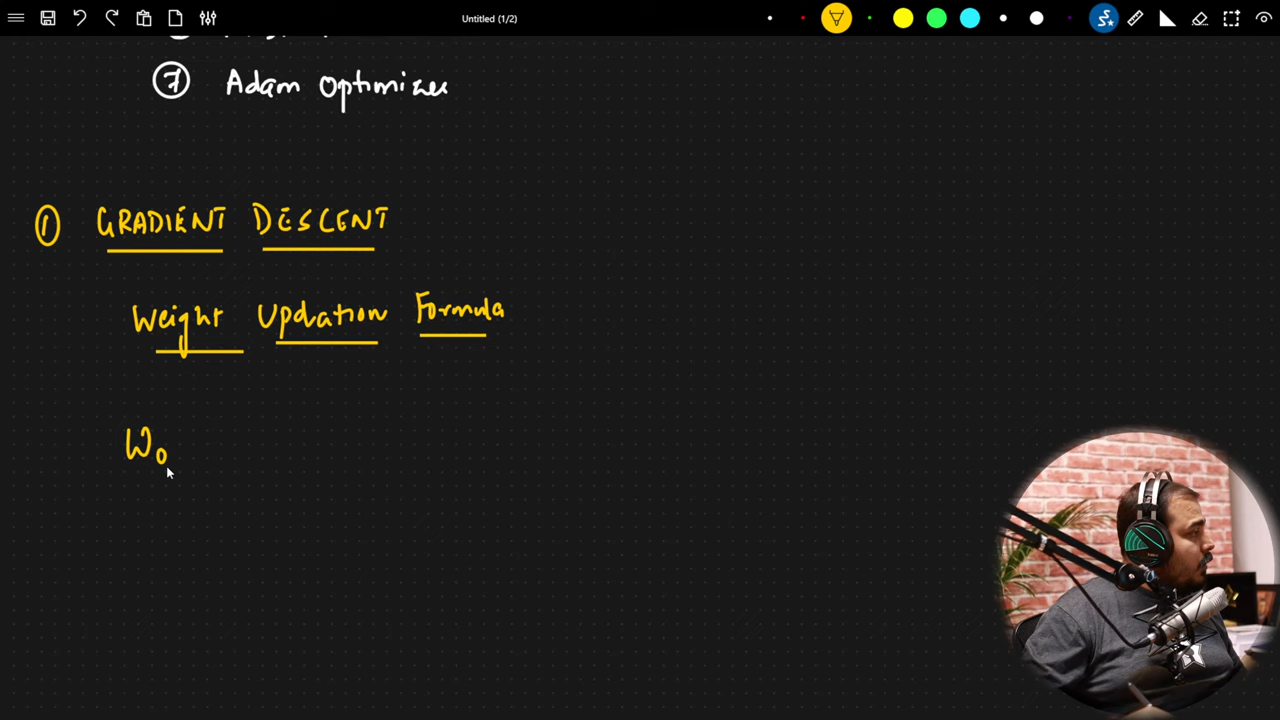 Untitled (1/2)
⑦ Adam Optimizer
① GRADIENT DESCENT
Weight Updation Formula
W₀